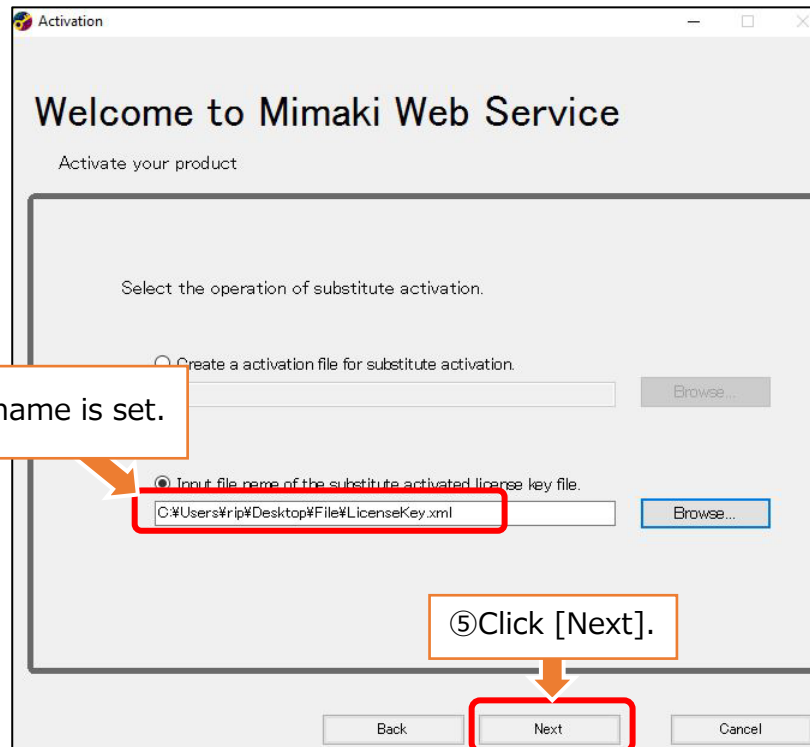 Activation
Welcome to Mimaki Web Service
Activate your product
Select the operation of substitute activation.
Create a activation file for substitute activation.
Browse...
name is set.
Input file name of the substitute activated license key file.
C:¥Users¥rip¥Desktop¥File¥LicenseKey.xml
Browse...
⑤Click [Next].
Back
Next
Cancel